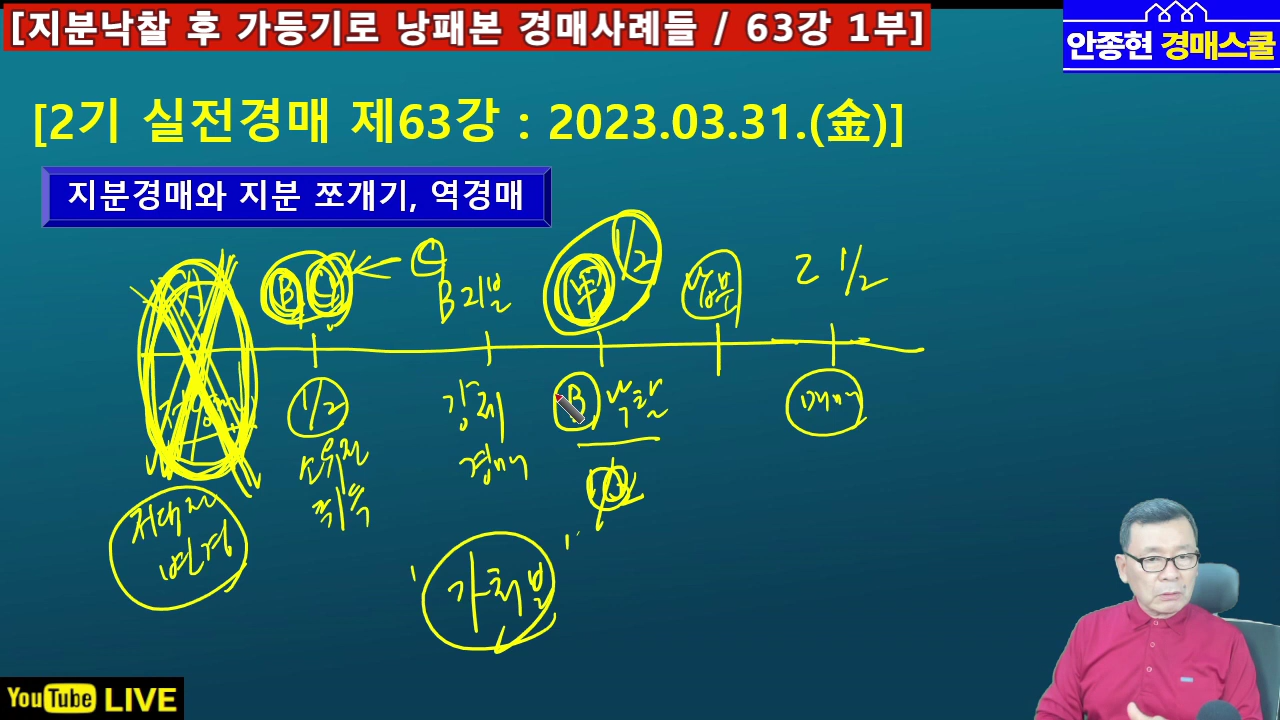 [지분낙찰 후 가등기로 낭패본 경매사례들 / 63강 1부]
안종현 경매스쿨
[2기 실전경매 제63강 : 2023.03.31.(金)]
지분경매와 지분 쪼개기, 역경매
B
B 지분
1/2
납부
2 1/2
1/2
강제
경매
B 낙찰
매매
소유권
취득
가처분
YouTube LIVE